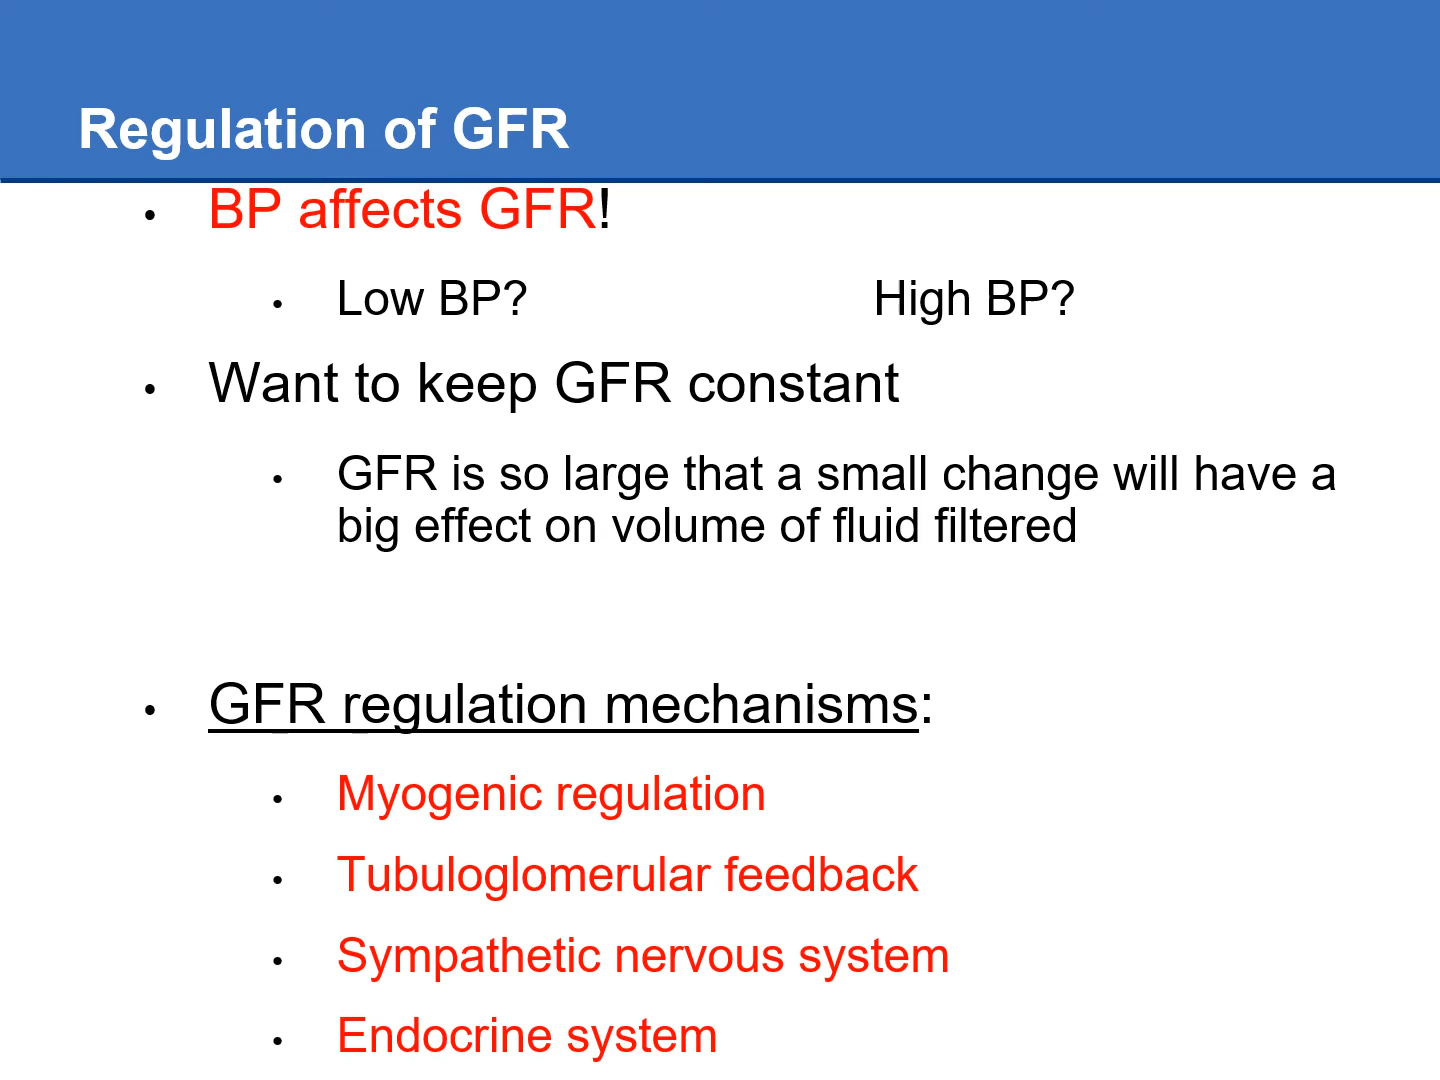 Regulation of GFR
• BP affects GFR!
• Low BP? High BP?
• Want to keep GFR constant
• GFR is so large that a small change will have a
big effect on volume of fluid filtered
• GFR regulation mechanisms:
• Myogenic regulation
• Tubuloglomerular feedback
• Sympathetic nervous system
• Endocrine system